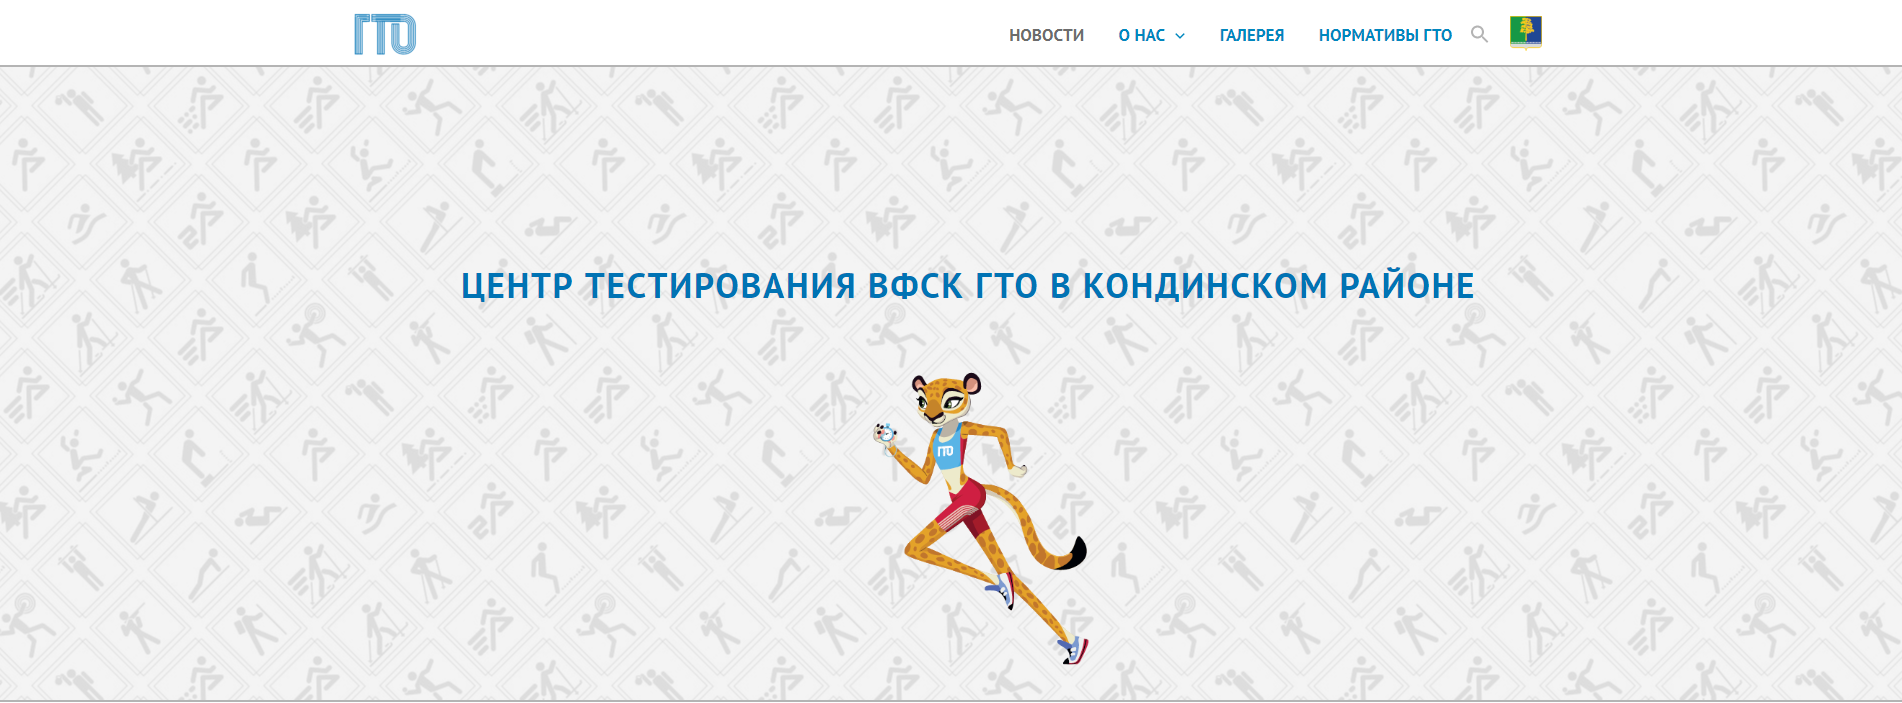 ГТО
НОВОСТИ
О НАС
ГАЛЕРЕЯ
НОРМАТИВЫ ГТО
ЦЕНТР ТЕСТИРОВАНИЯ ВФСК ГТО В КОНДИНСКОМ РАЙОНЕ
ГТО